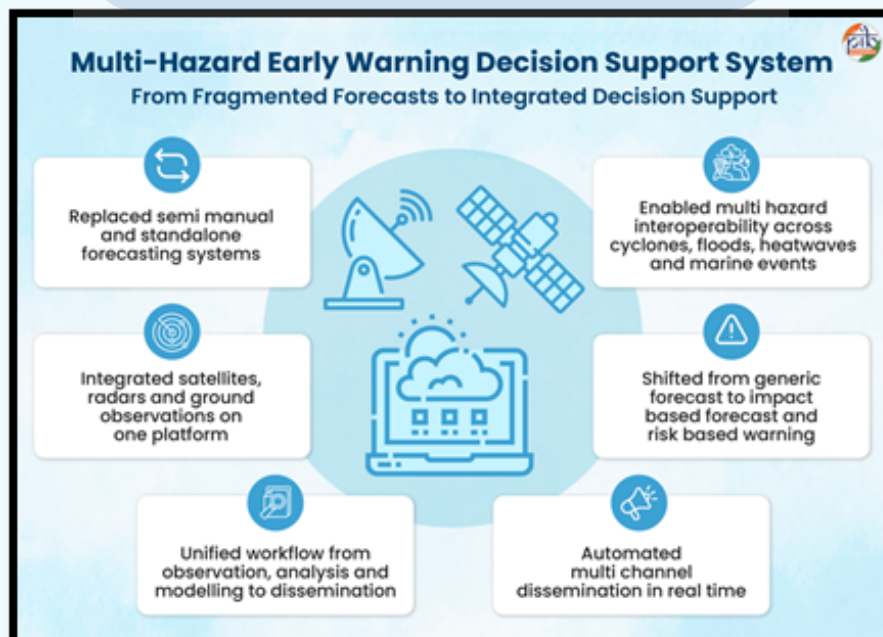 Multi-Hazard Early Warning Decision Support System
From Fragmented Forecasts to Integrated Decision Support
Replaced semi manual
and standalone
forecasting systems
Enabled multi hazard
interoperability across
cyclones, floods, heatwaves
and marine events
Integrated satellites,
radars and ground
observations on
one platform
Shifted from generic
forecast to impact
based forecast and
risk based warning
Unified workflow from
observation, analysis and
modelling to dissemination
Automated
multi channel
dissemination in real time